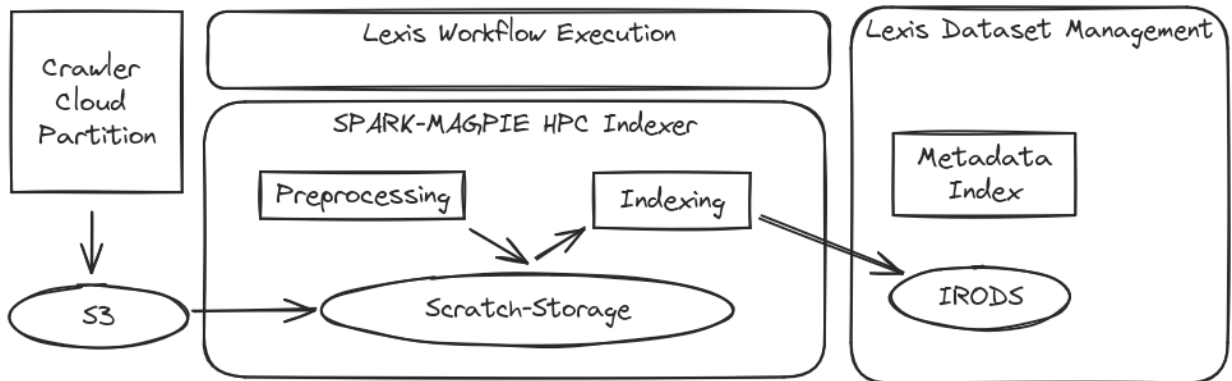 Crawler
Cloud
Partition
Lexis Workflow Execution
Lexis Dataset Management
SPARK-MAGPIE HPC Indexer
Preprocessing
Indexing
Metadata
Index
S3
Scratch-Storage
IRODS